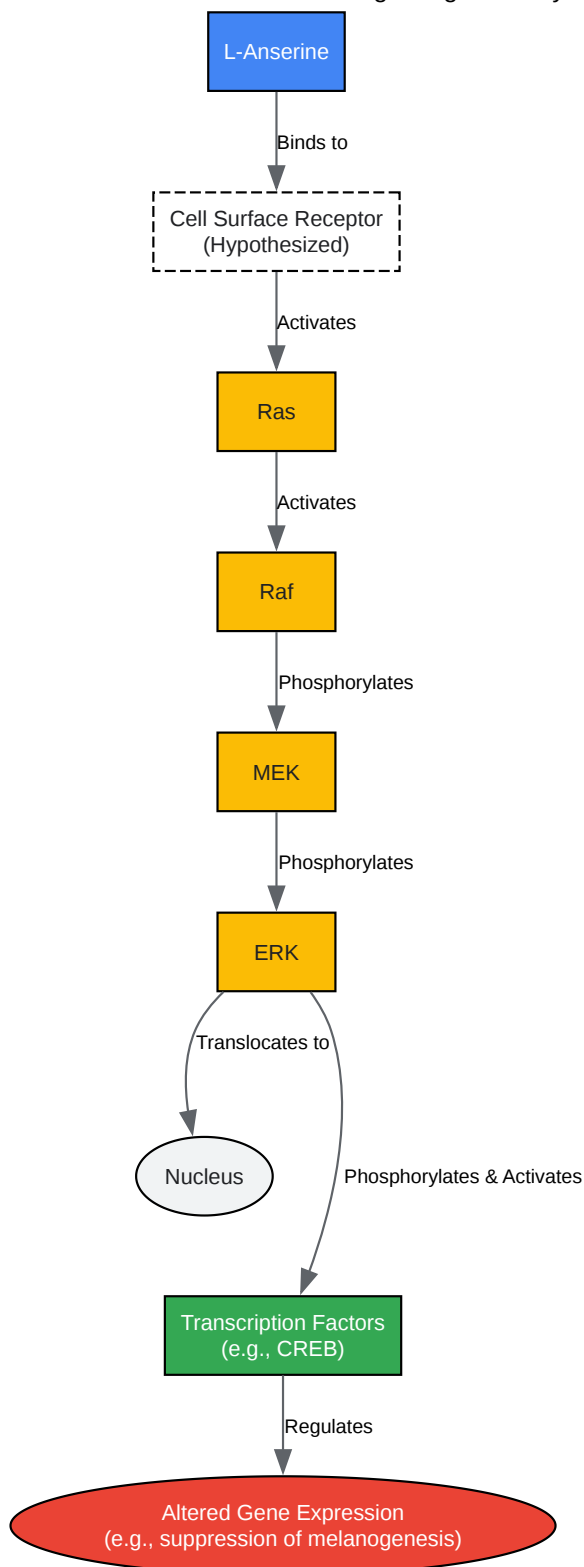 L-Anserine
Binds to
Cell Surface Receptor
(Hypothesized)
Activates
Ras
Activates
Raf
Phosphorylates
MEK
Phosphorylates
ERK
Translocates to
Nucleus
Phosphorylates & Activates
Transcription Factors
(e.g., CREB)
Regulates
Altered Gene Expression
(e.g., suppression of melanogenesis)